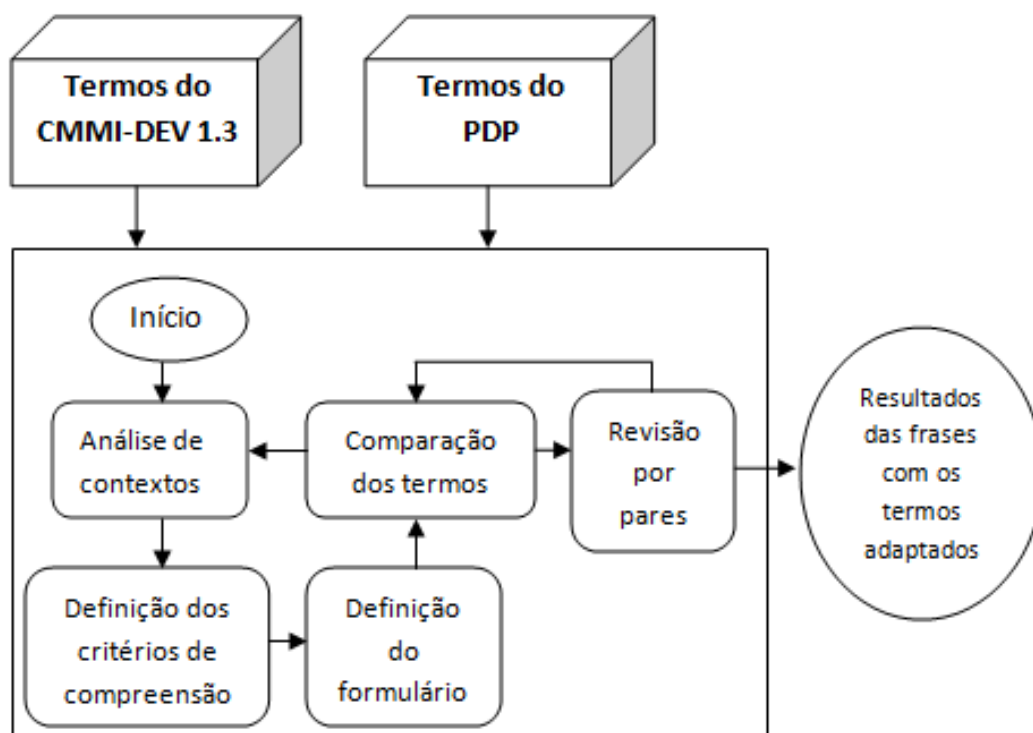 Termos do
CMMI-DEV 1.3
Termos do
PDP
Início
Análise de
contextos
Comparação
dos termos
Revisão
por
pares
Resultados
das frases
com os
termos
adaptados
Definição dos
critérios de
compreensão
Definição
do
formulário